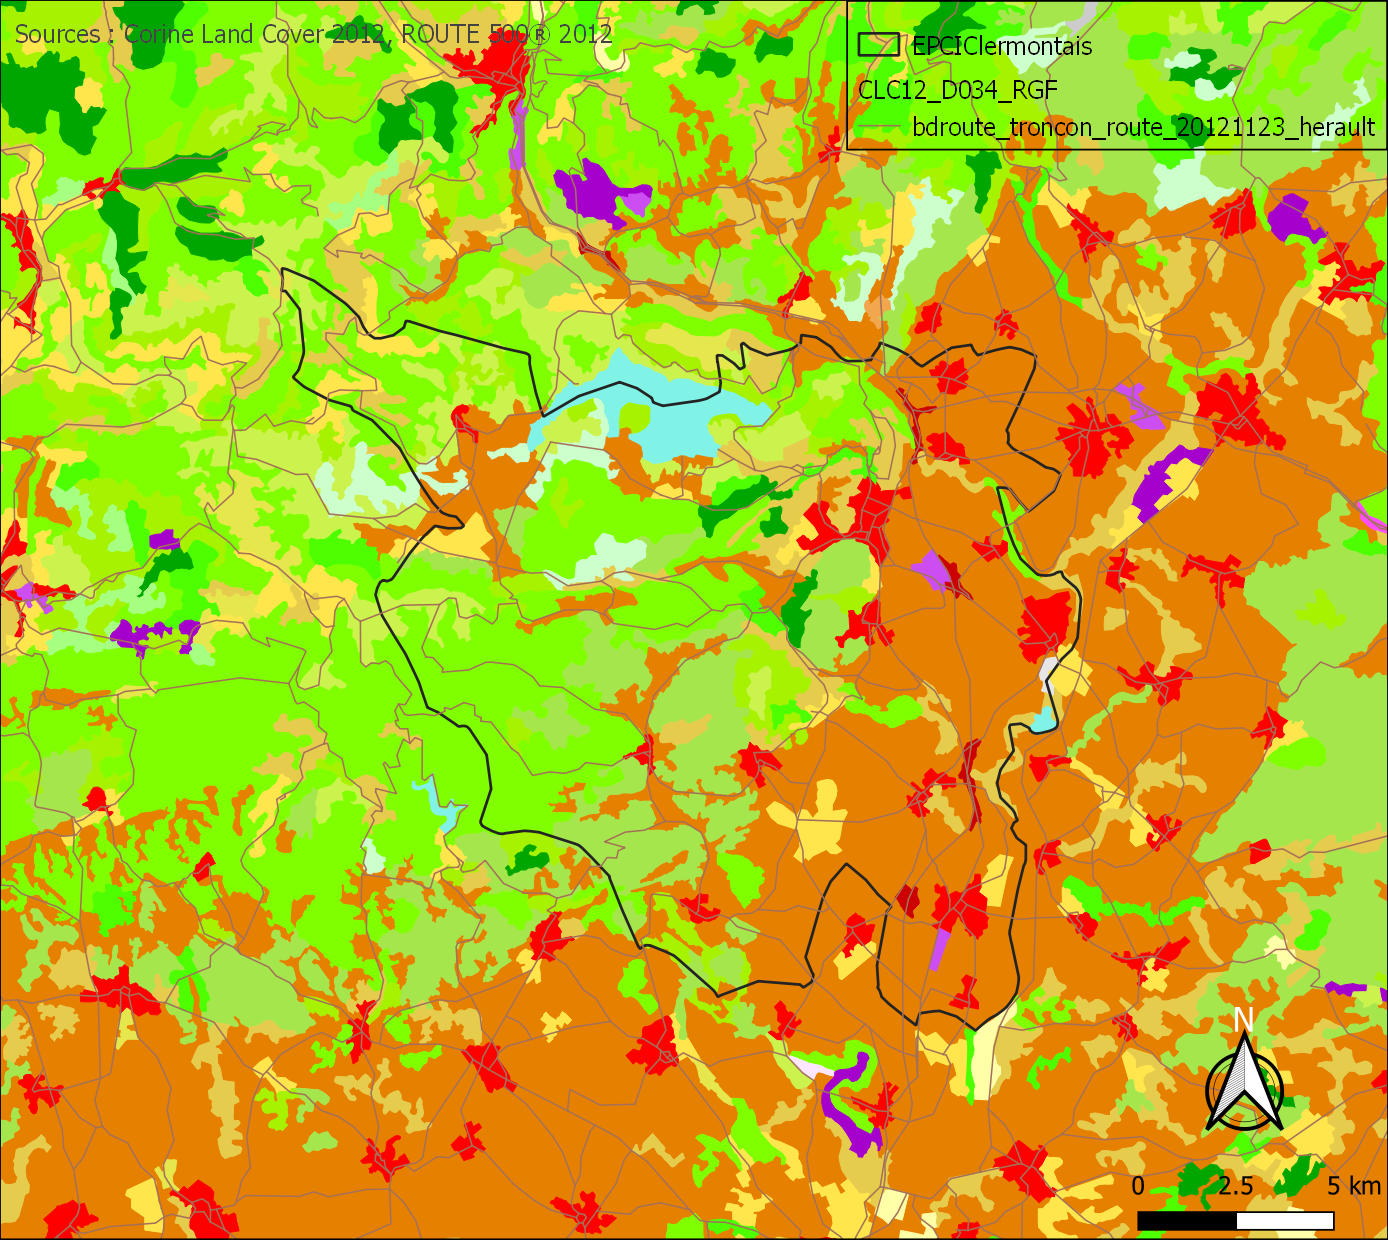 Sources : Corine Land Cover 2012, ROUTE 500® 2012
EPCIClermontais
CLC12_D034_RGF
bdroute_troncon_route_20121123_herault
N
0 2.5 5 km